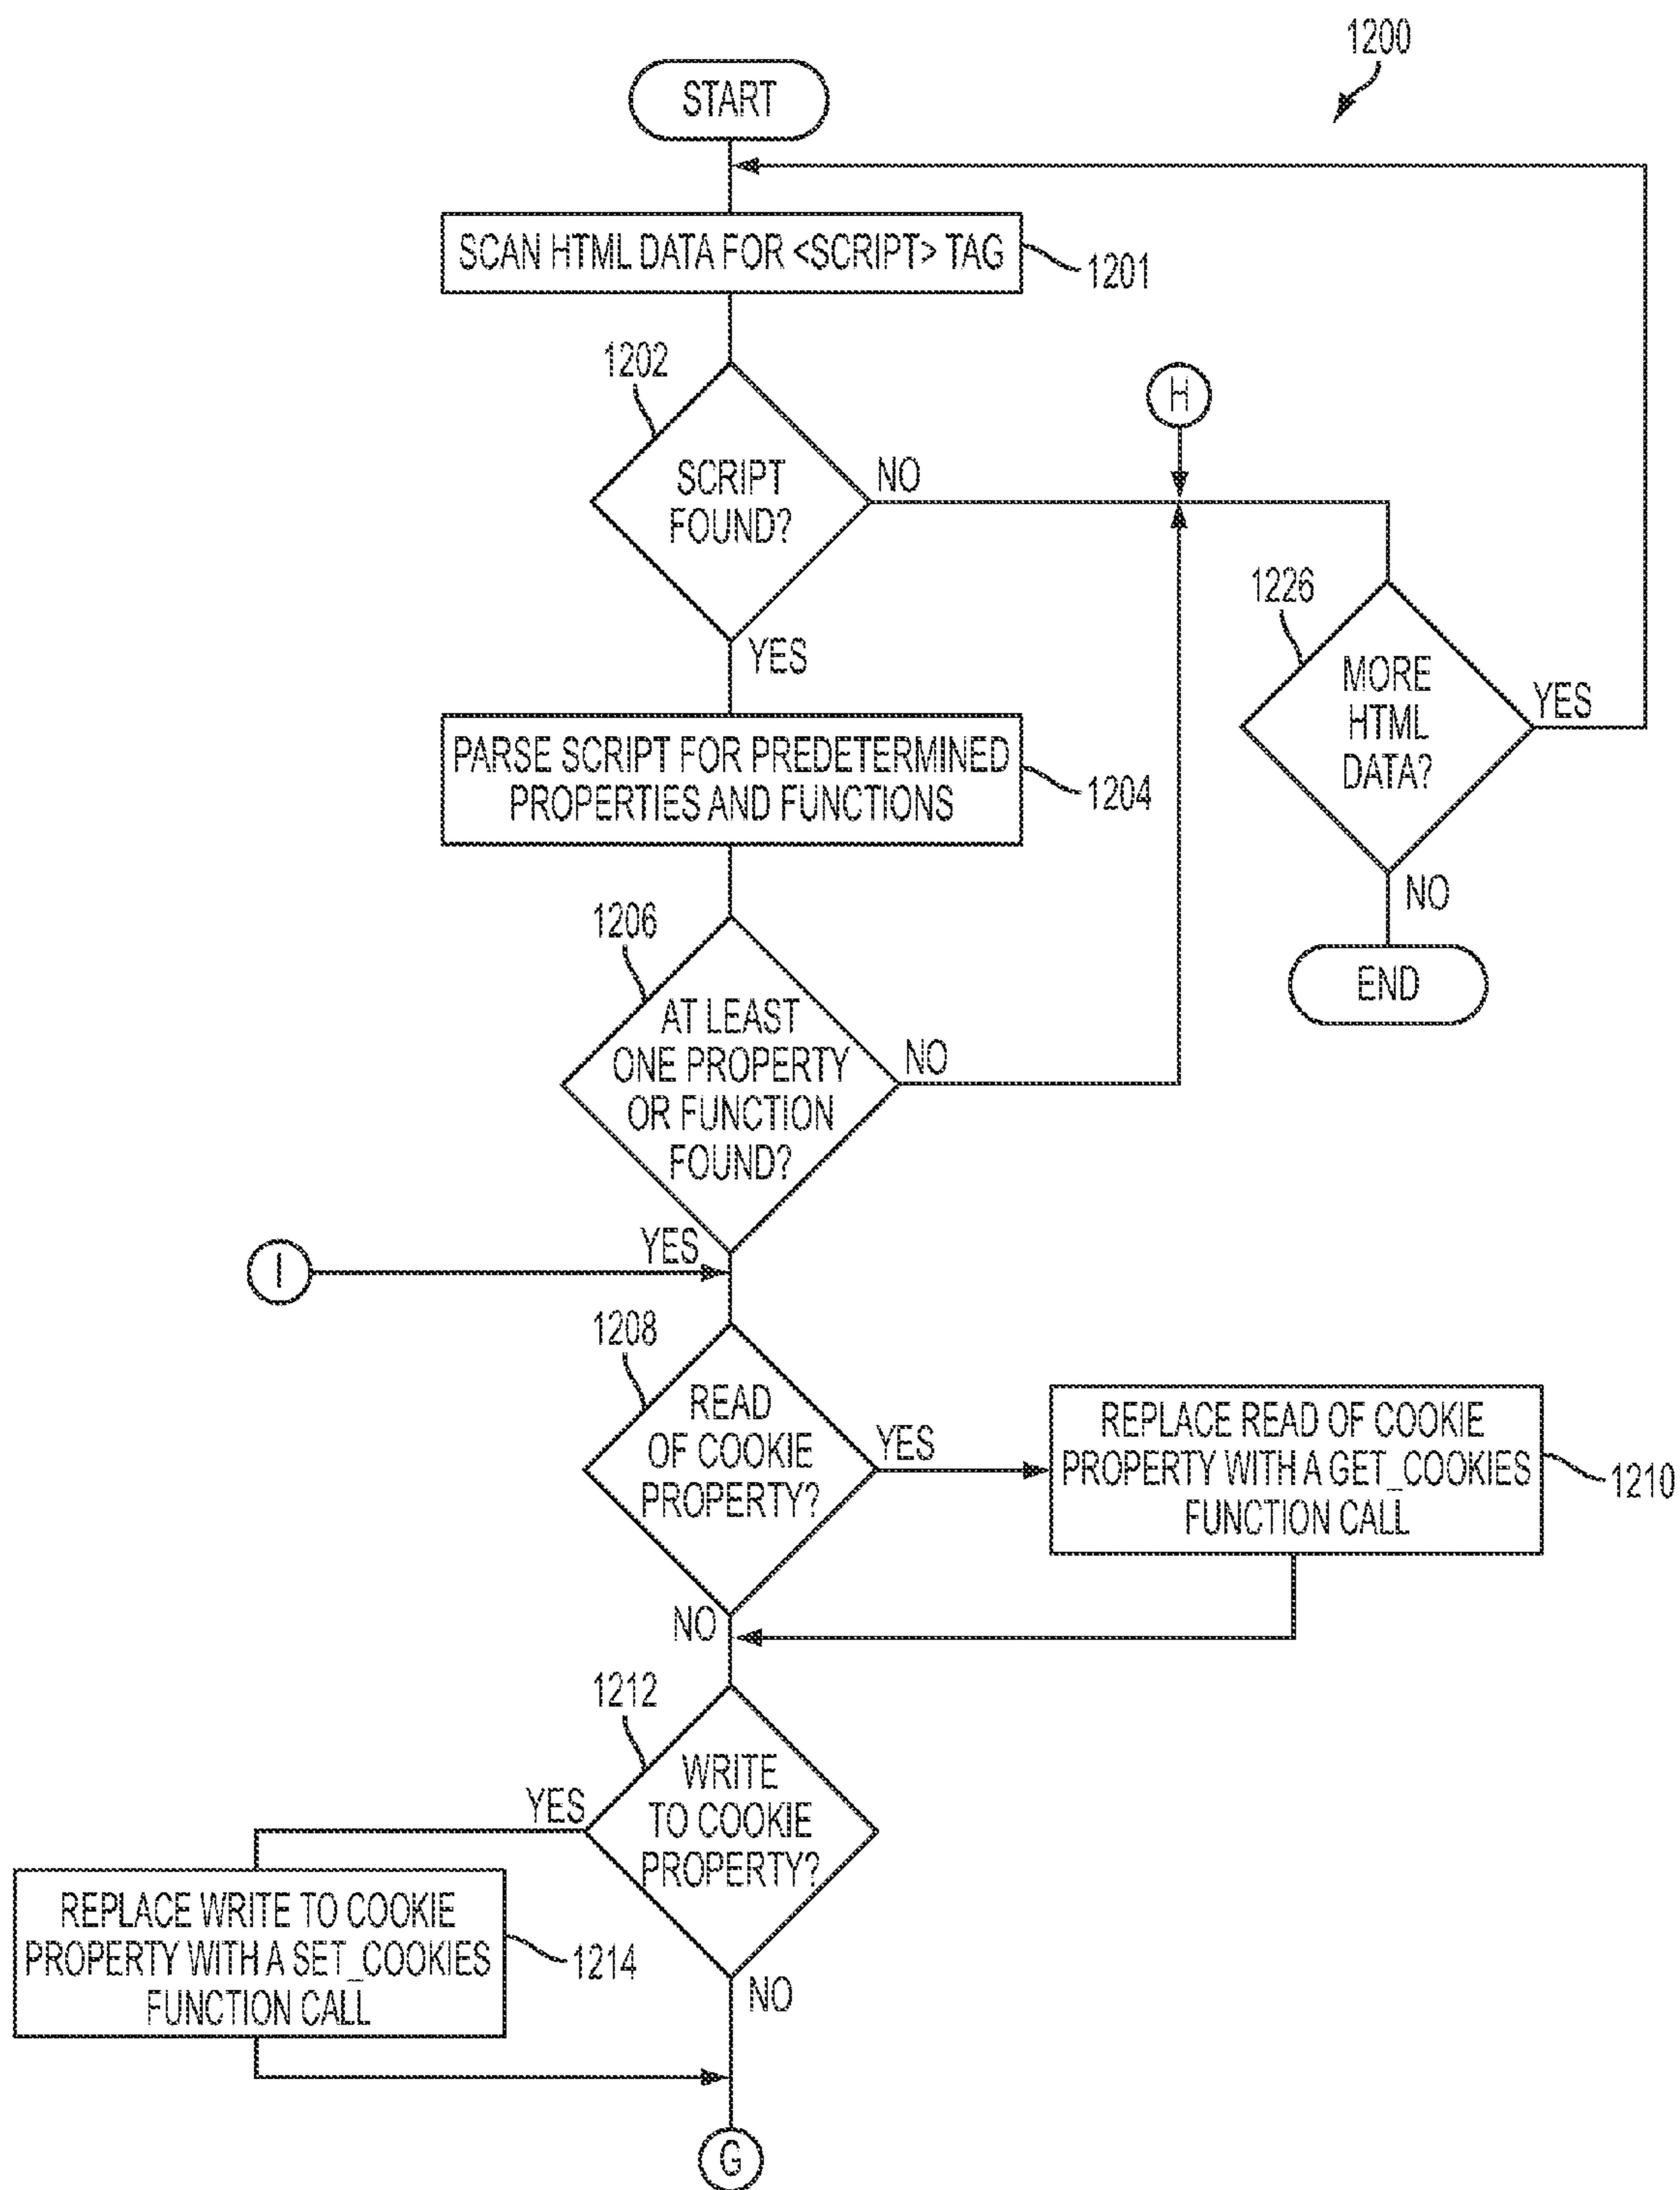 1200
START
SCAN HTML DATA FOR <SCRIPT> TAG
1201
1202
H
SCRIPT
FOUND?
NO
YES
1226
MORE
HTML
DATA?
YES
NO
END
PARSE SCRIPT FOR PREDETERMINED
PROPERTIES AND FUNCTIONS
1204
1206
AT LEAST
ONE PROPERTY
OR FUNCTION
FOUND?
NO
YES
I
1208
READ
OF COOKIE
PROPERTY?
YES
REPLACE READ OF COOKIE
PROPERTY WITH A GET_COOKIES
FUNCTION CALL
1210
NO
1212
WRITE
TO COOKIE
PROPERTY?
YES
REPLACE WRITE TO COOKIE
PROPERTY WITH A SET_COOKIES
FUNCTION CALL
1214
NO
G